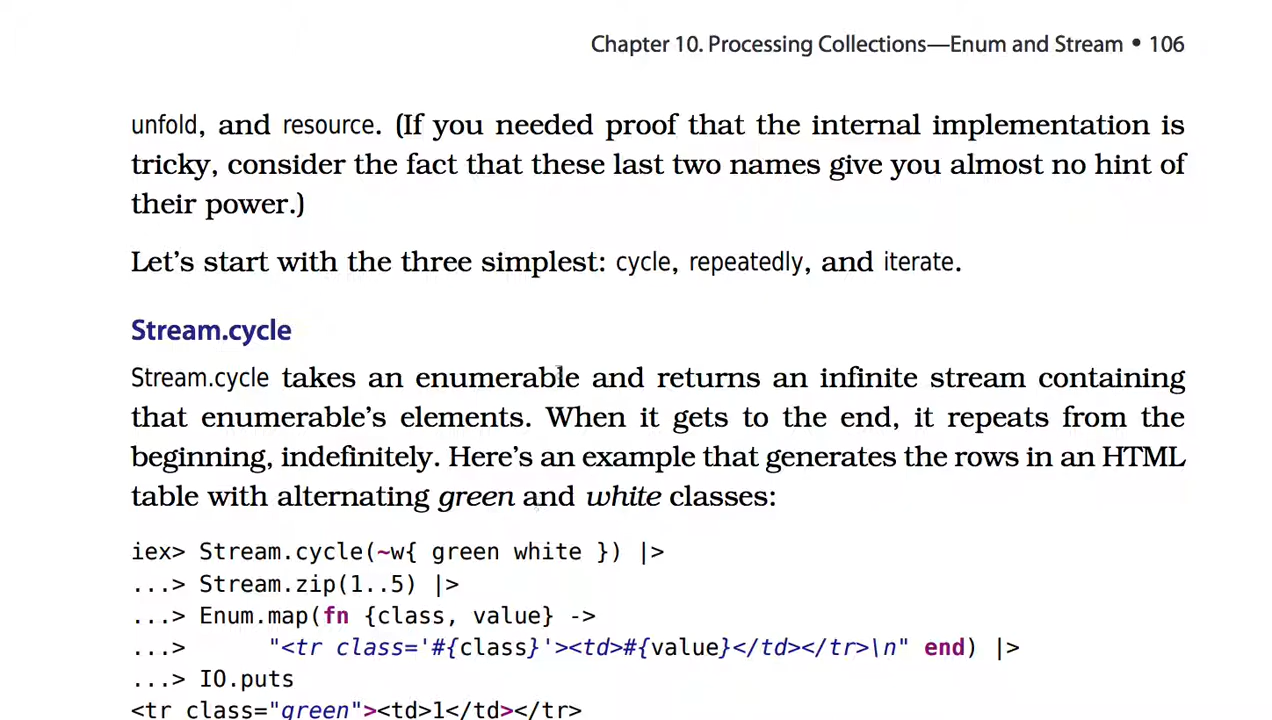 Chapter 10. Processing Collections—Enum and Stream • 106
unfold, and resource. (If you needed proof that the internal implementation is
tricky, consider the fact that these last two names give you almost no hint of
their power.)
Let’s start with the three simplest: cycle, repeatedly, and iterate.
Stream.cycle
Stream.cycle takes an enumerable and returns an infinite stream containing
that enumerable’s elements. When it gets to the end, it repeats from the
beginning, indefinitely. Here’s an example that generates the rows in an HTML
table with alternating green and white classes:
iex> Stream.cycle(~w{ green white }) |>
...> Stream.zip(1..5) |>
...> Enum.map(fn {class, value} ->
...>     "<tr class='#{class}'><td>#{value}</td></tr>\n" end) |>
...> IO.puts
<tr class="green"><td>1</td></tr>